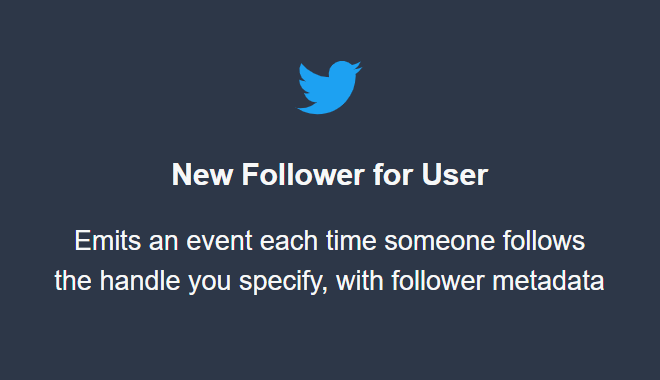 New Follower for User
Emits an event each time someone follows
the handle you specify, with follower metadata